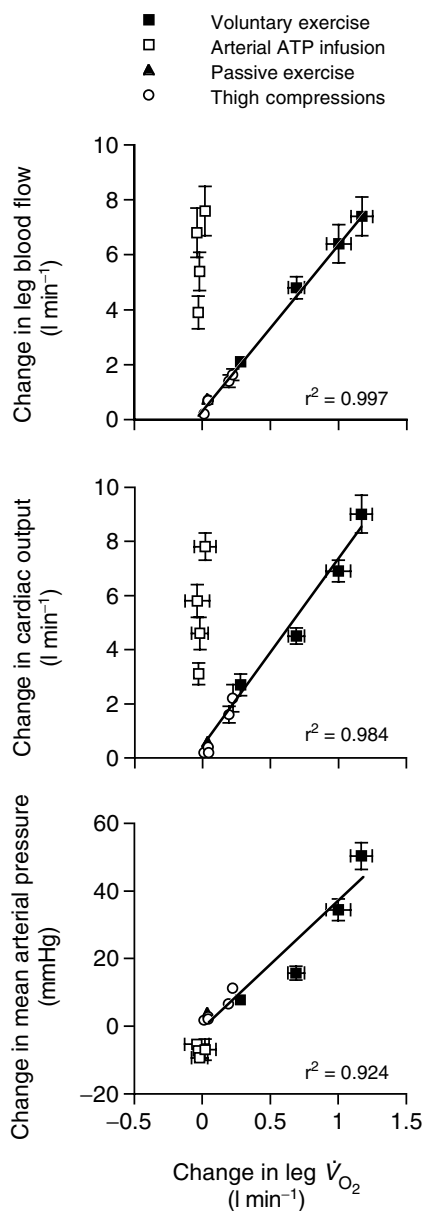 Voluntary exercise
Arterial ATP infusion
Passive exercise
Thigh compressions
Change in leg blood flow
(l min⁻¹)
10
8
6
4
2
0
r² = 0.997
Change in cardiac output
(l min⁻¹)
10
8
6
4
2
0
r² = 0.984
Change in mean arterial pressure
(mmHg)
60
40
20
0
−20
r² = 0.924
−0.5 0 0.5 1 1.5
Change in leg V̇O₂
(l min⁻¹)